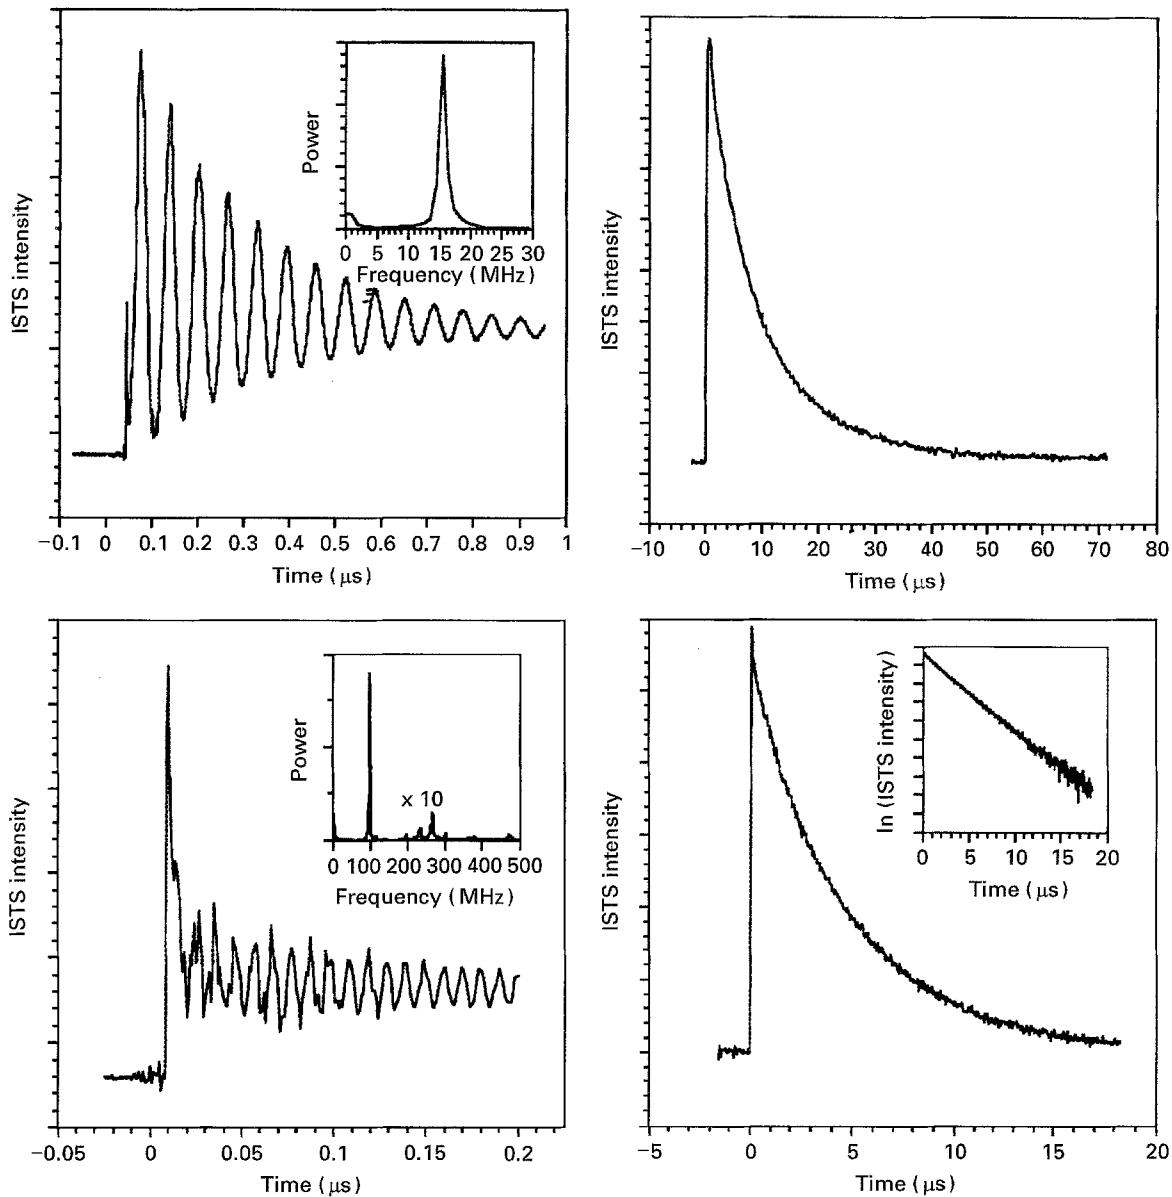 ISTS intensity
Power
0 5 10 15 20 25 30
Frequency (MHz)
−0.1 0 0.1 0.2 0.3 0.4 0.5 0.6 0.7 0.8 0.9 1
Time (μs)
ISTS intensity
−10 0 10 20 30 40 50 60 70 80
Time (μs)
ISTS intensity
Power
x 10
0 100 200 300 400 500
Frequency (MHz)
−0.05 0 0.05 0.1 0.15 0.2
Time (μs)
ISTS intensity
ln (ISTS intensity)
0 5 10 15 20
Time (μs)
−5 0 5 10 15 20
Time (μs)